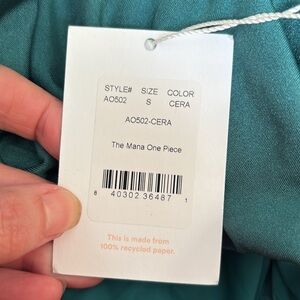 STYLE# SIZE COLOR
AO502 S CERA
AO502-CERA
The Mana One Piece
8 40302 36487 1
This is made from
100% recycled paper.